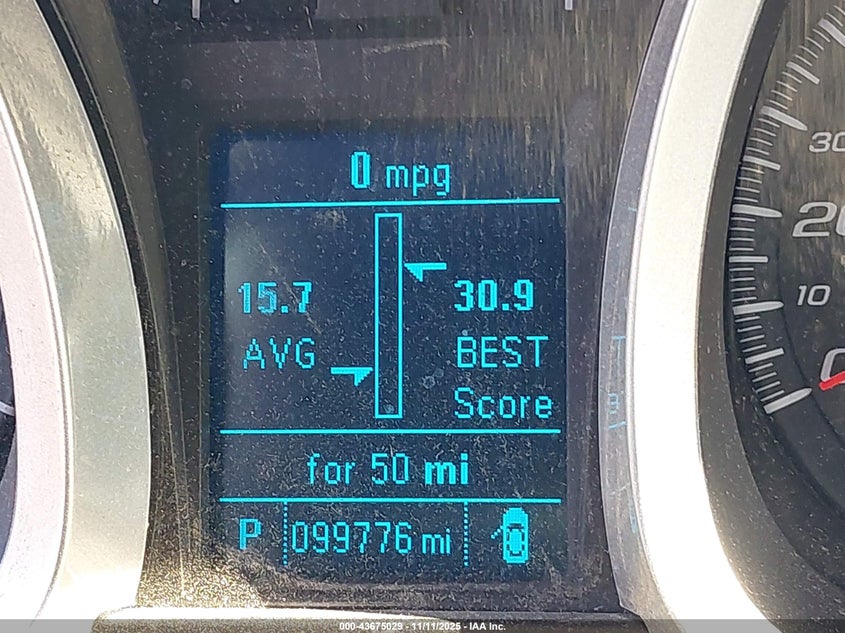 0 mpg
15.7
AVG
30.9
BEST
Score
for 50 mi
P 099776 mi
30
20
10
0
000-43675029 - 11/11/2025 - IAA Inc.